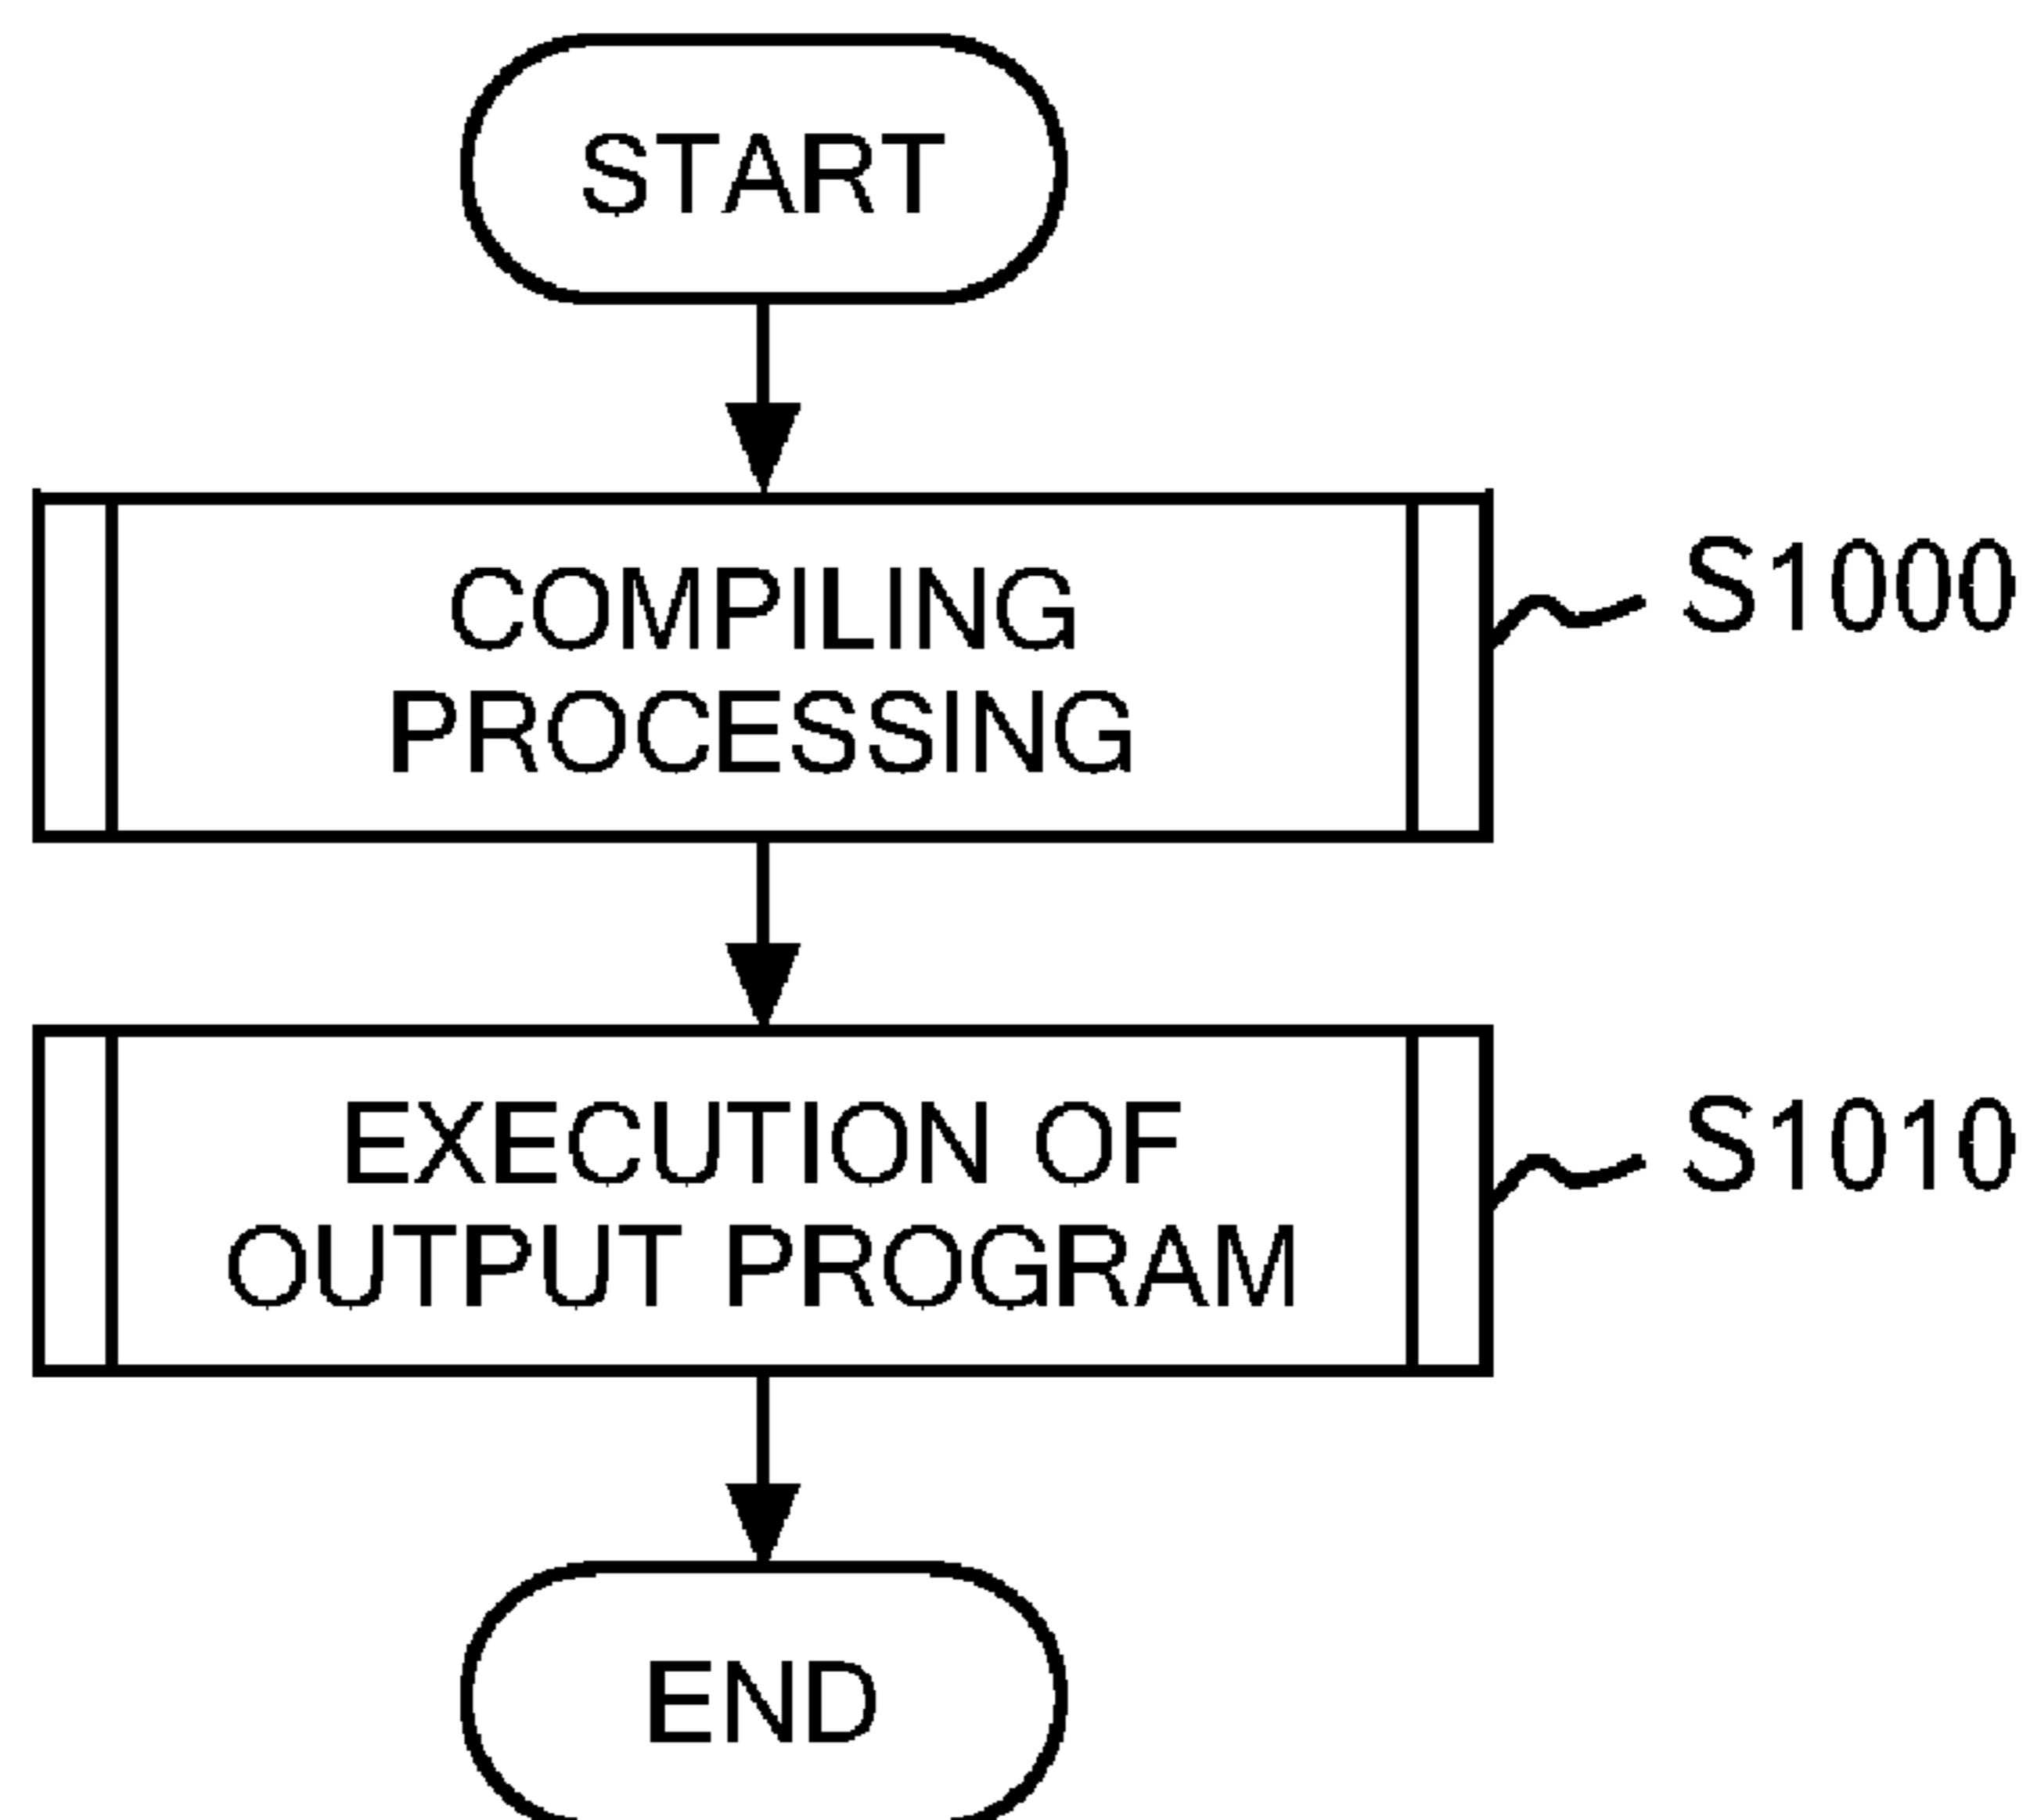 START
COMPILING
PROCESSING
S1000
EXECUTION OF
OUTPUT PROGRAM
S1010
END